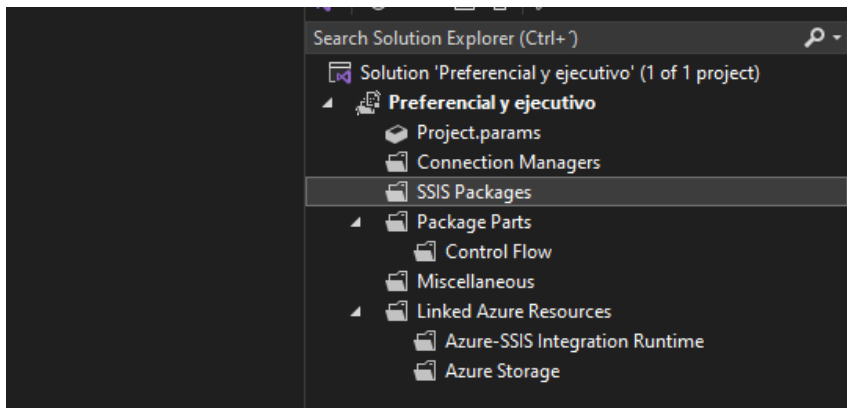 Search Solution Explorer (Ctrl+´)
Solution 'Preferencial y ejecutivo' (1 of 1 project)
Preferencial y ejecutivo
Project.params
Connection Managers
SSIS Packages
Package Parts
Control Flow
Miscellaneous
Linked Azure Resources
Azure-SSIS Integration Runtime
Azure Storage